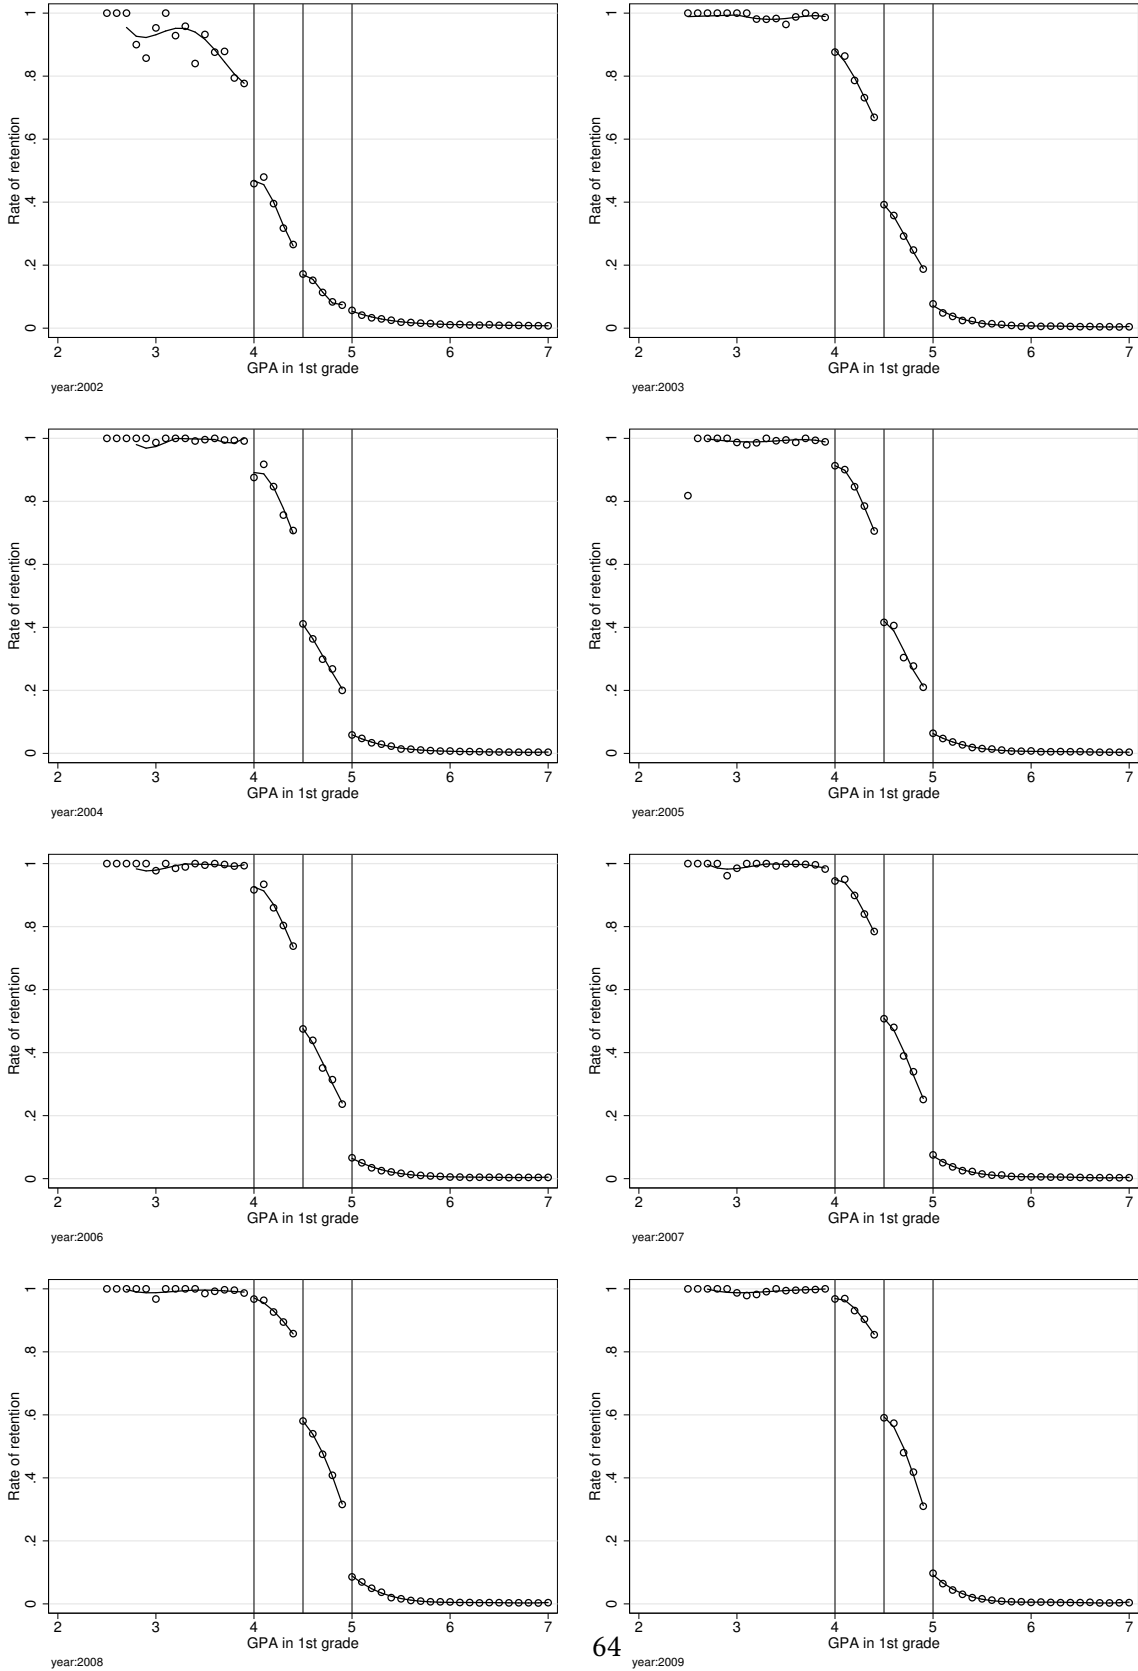 Rate of retention
0 .2 .4 .6 .8 1
2 3 4 5 6 7
GPA in 1st grade
year:2002
Rate of retention
0 .2 .4 .6 .8 1
2 3 4 5 6 7
GPA in 1st grade
year:2003
Rate of retention
0 .2 .4 .6 .8 1
2 3 4 5 6 7
GPA in 1st grade
year:2004
Rate of retention
0 .2 .4 .6 .8 1
2 3 4 5 6 7
GPA in 1st grade
year:2005
Rate of retention
0 .2 .4 .6 .8 1
2 3 4 5 6 7
GPA in 1st grade
year:2006
Rate of retention
0 .2 .4 .6 .8 1
2 3 4 5 6 7
GPA in 1st grade
year:2007
Rate of retention
0 .2 .4 .6 .8 1
2 3 4 5 6 7
GPA in 1st grade
year:2008
Rate of retention
0 .2 .4 .6 .8 1
2 3 4 5 6 7
GPA in 1st grade
year:2009
64